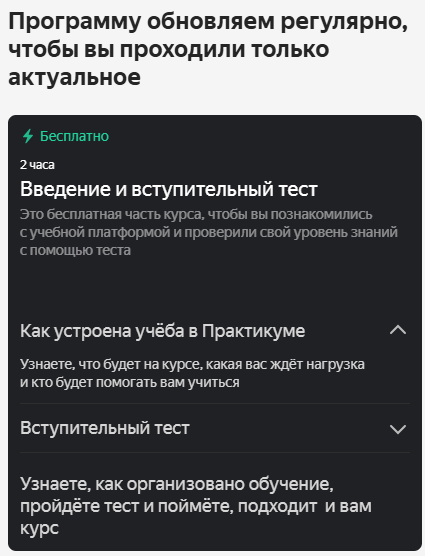 Программу обновляем регулярно,
чтобы вы проходили только
актуальное
Бесплатно
2 часа
Введение и вступительный тест
Это бесплатная часть курса, чтобы вы познакомились
с учебной платформой и проверили свой уровень знаний
с помощью теста
Как устроена учёба в Практикуме
Узнаете, что будет на курсе, какая вас ждёт нагрузка
и кто будет помогать вам учиться
Вступительный тест
Узнаете, как организовано обучение,
пройдёте тест и поймёте, подходит  и вам
курс